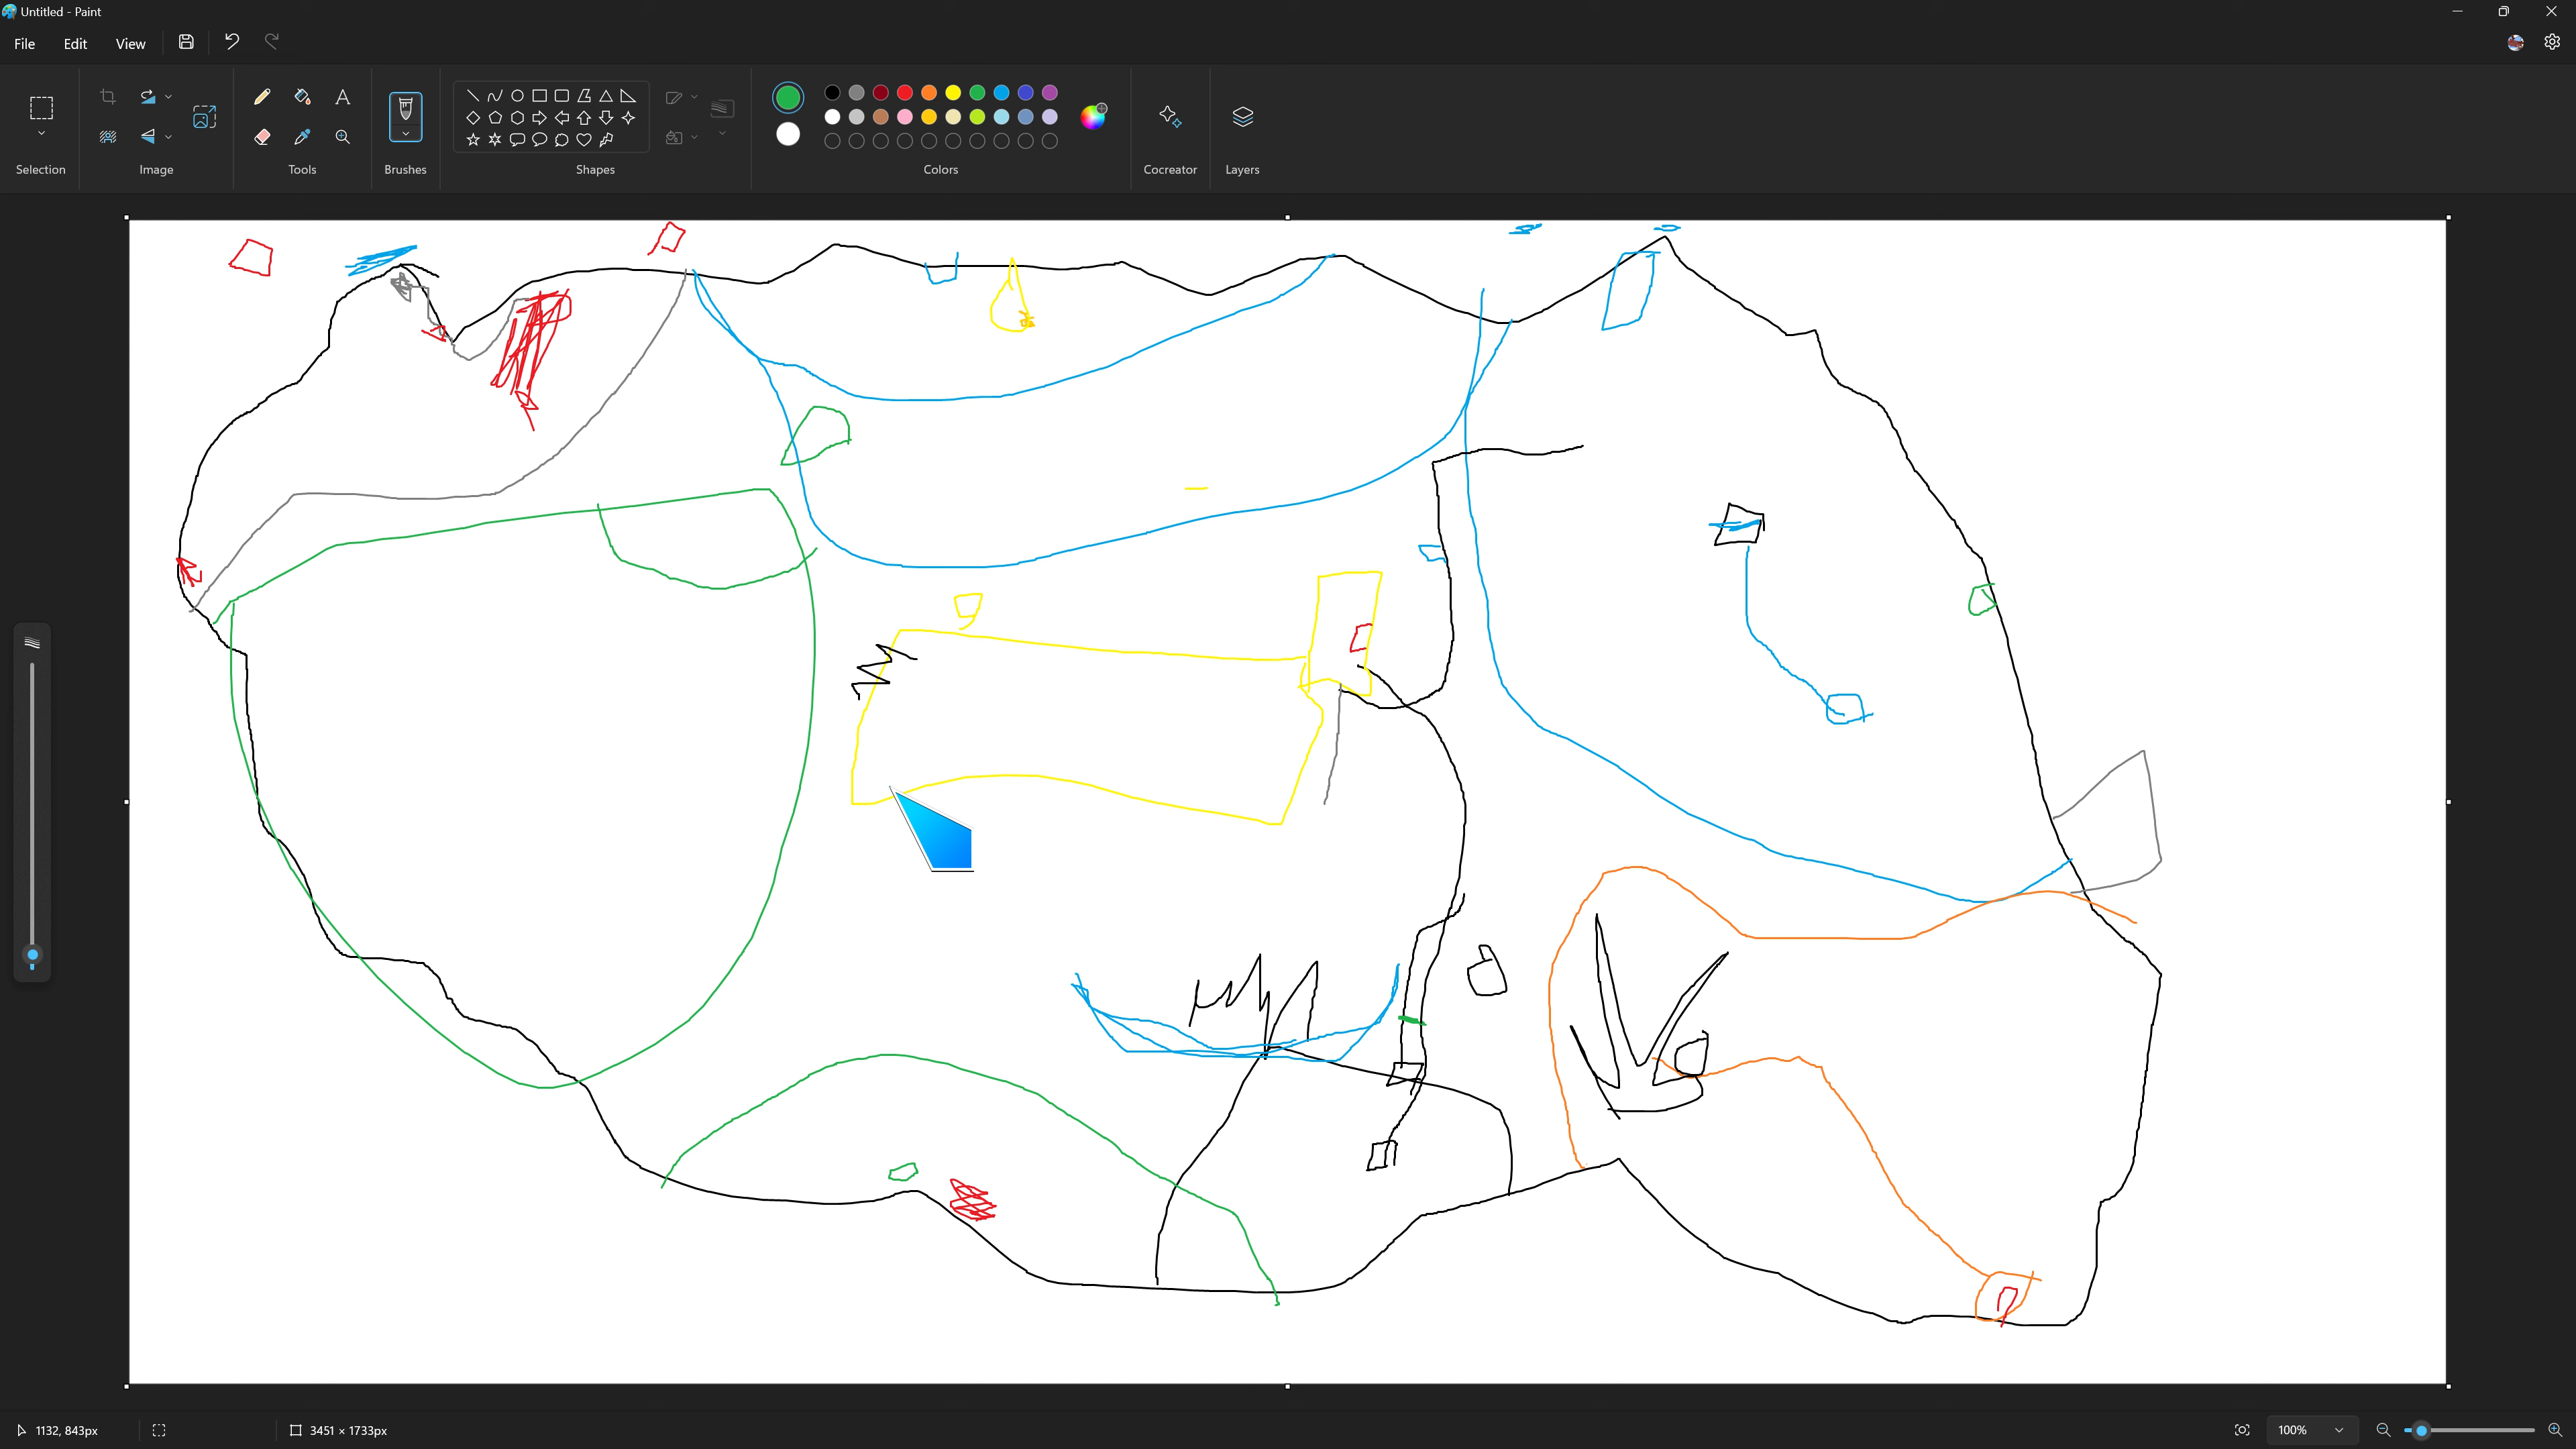 Untitled - Paint
File Edit View
Selection Image Tools Brushes Shapes Colors Cocreator Layers
1132, 843px 3451 × 1733px 100%